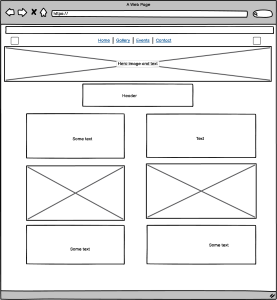 A Web Page
https://
Home | Gallery | Events | Contact
Hero image and text
Header
Some text
Text
Some text
Some text